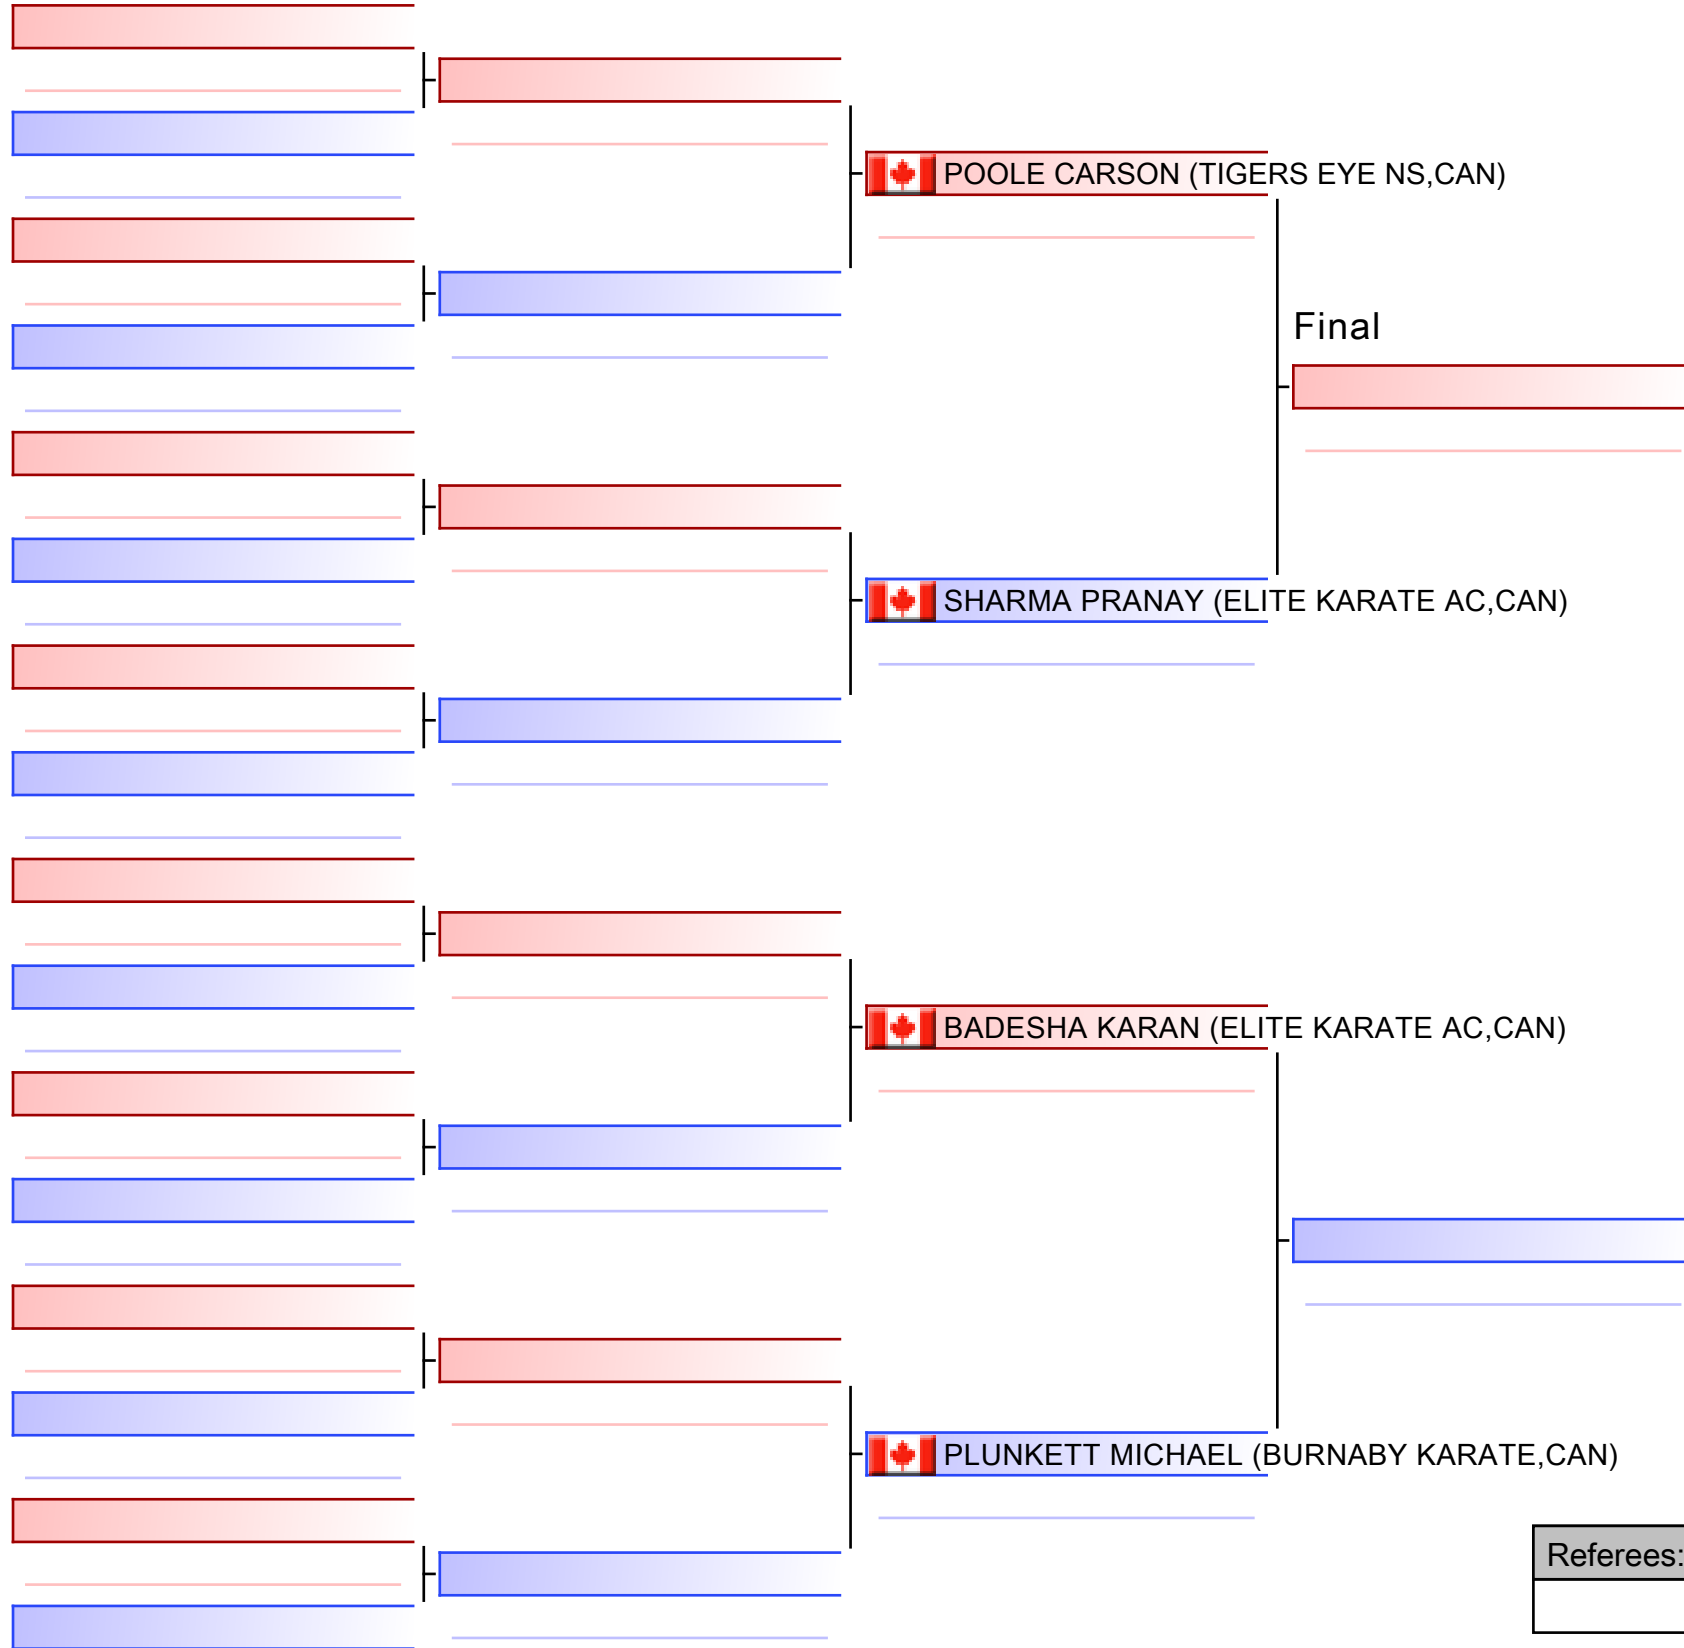 POOLE CARSON (TIGERS EYE NS,CAN)
Final
SHARMA PRANAY (ELITE KARATE AC,CAN)
BADESHA KARAN (ELITE KARATE AC,CAN)
PLUNKETT MICHAEL (BURNABY KARATE,CAN)
Referees: